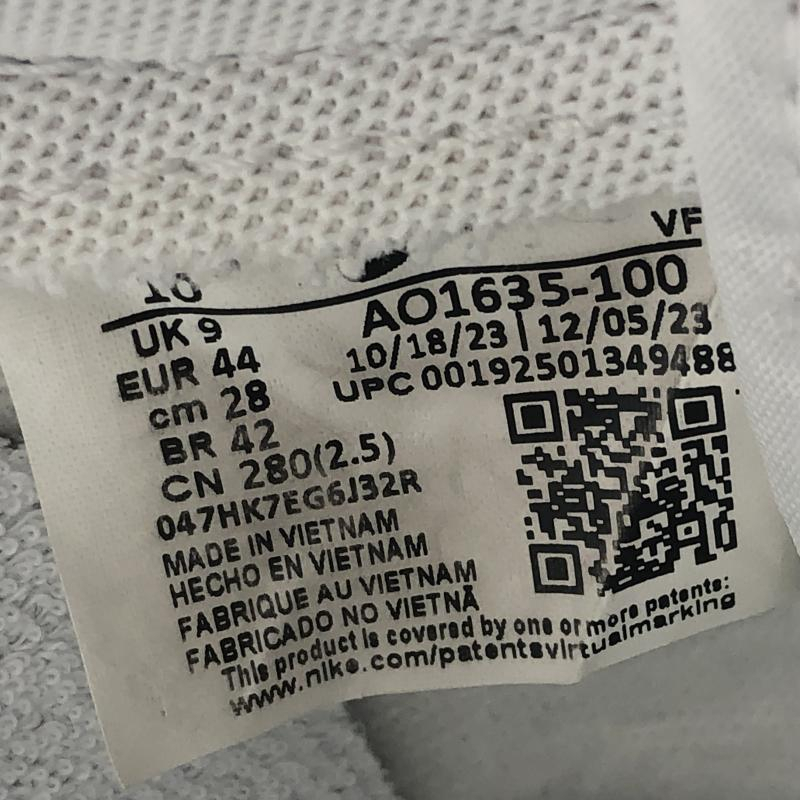 VF
10
AO1635-100
UK 9
10/18/23 | 12/05/23
EUR 44
UPC 001925013494888
cm 28
BR 42
CN 280(2.5)
047HK7EG6J32R
MADE IN VIETNAM
HECHO EN VIETNAM
FABRIQUE AU VIETNAM
FABRICADO NO VIETNÃ
This product is covered by one or more patents:
www.nike.com/patentsvirtualmarking